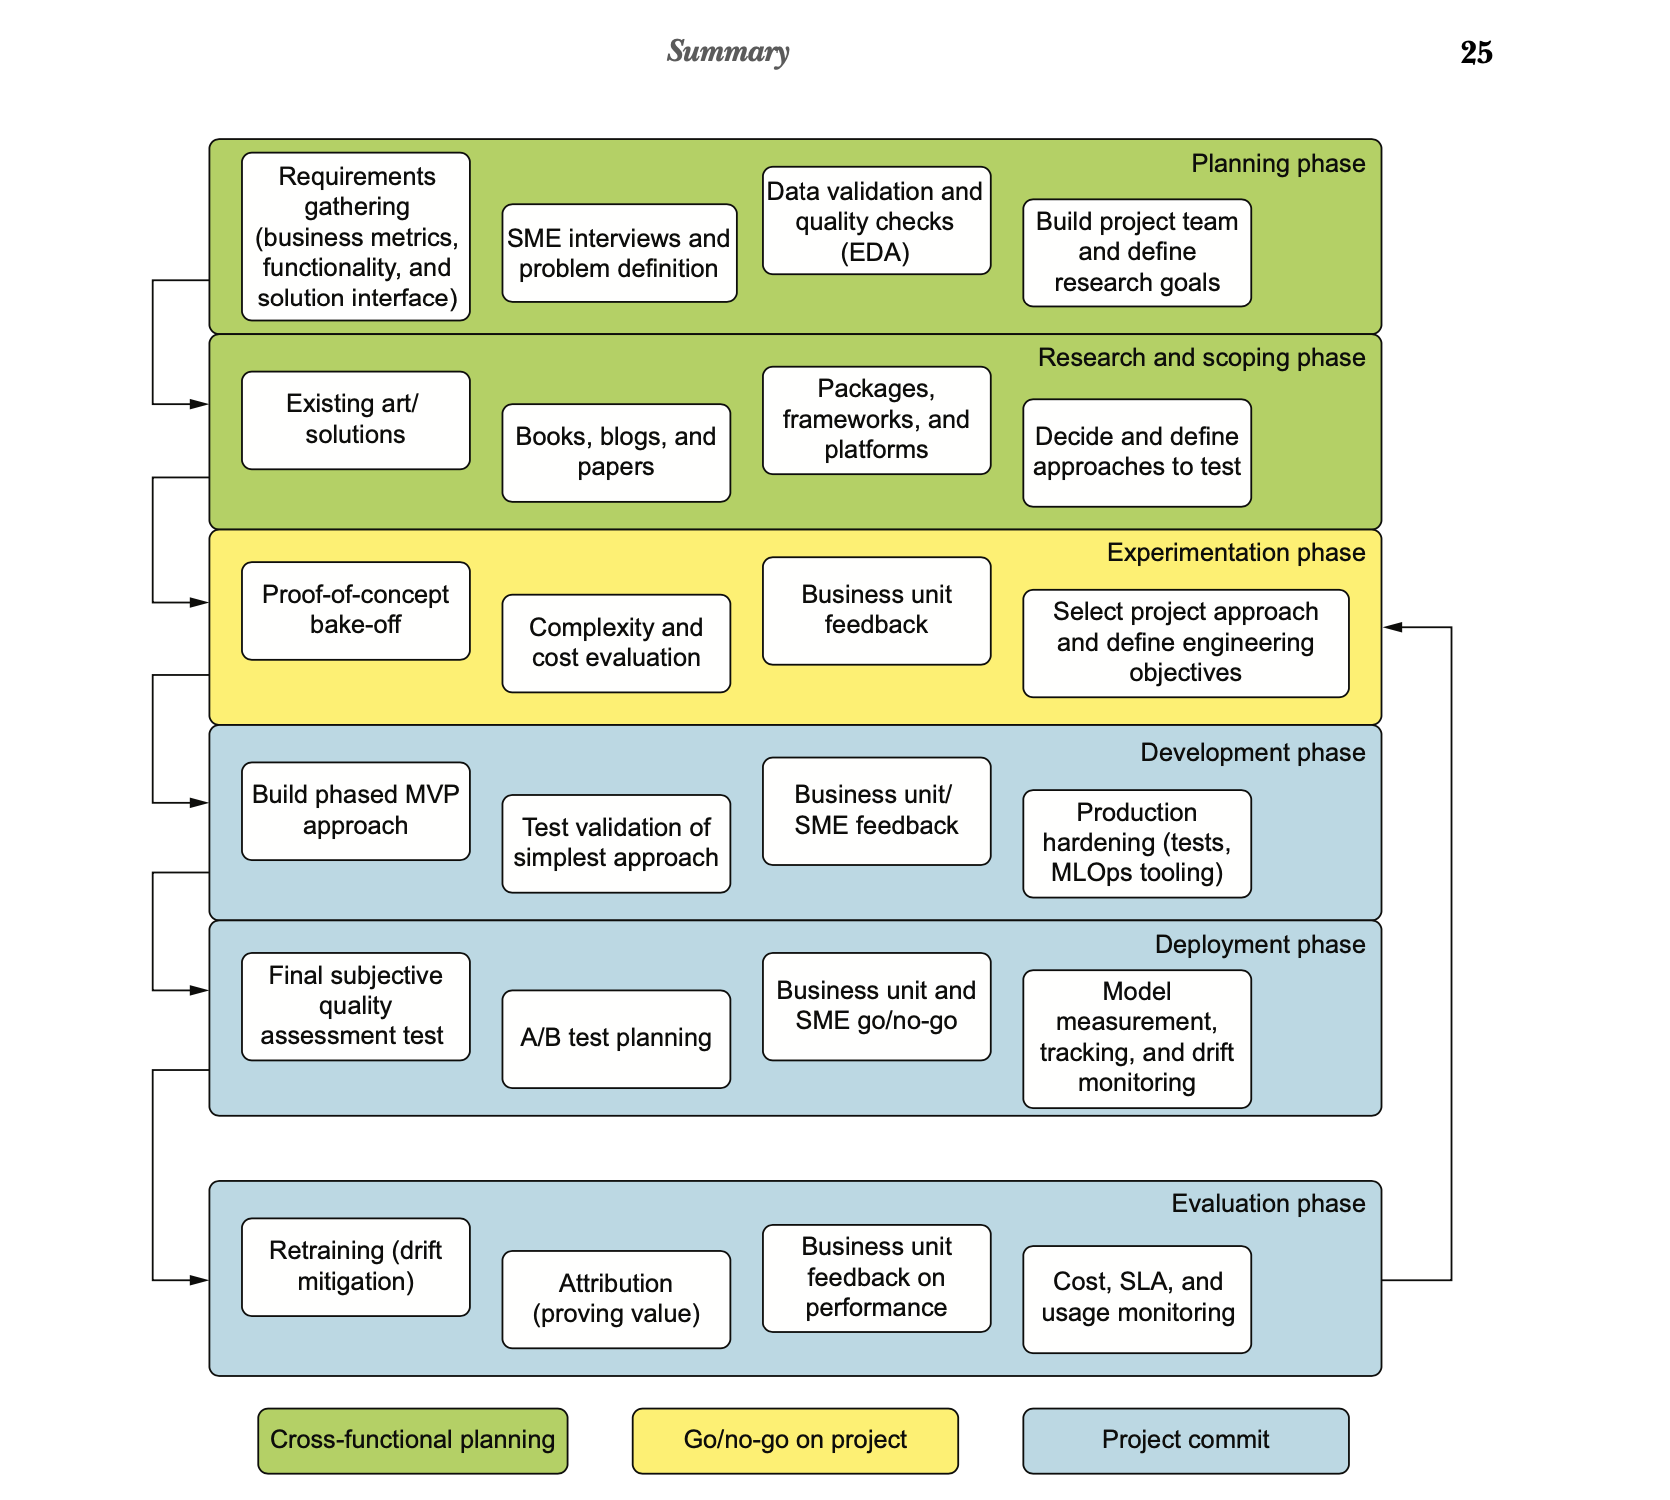 Summary
25
Planning phase
Requirements
gathering
(business metrics,
functionality, and
solution interface)
SME interviews and
problem definition
Data validation and
quality checks
(EDA)
Build project team
and define
research goals
Research and scoping phase
Existing art/
solutions
Books, blogs, and
papers
Packages,
frameworks, and
platforms
Decide and define
approaches to test
Experimentation phase
Proof-of-concept
bake-off
Complexity and
cost evaluation
Business unit
feedback
Select project approach
and define engineering
objectives
Development phase
Build phased MVP
approach
Test validation of
simplest approach
Business unit/
SME feedback
Production
hardening (tests,
MLOps tooling)
Deployment phase
Final subjective
quality
assessment test
A/B test planning
Business unit and
SME go/no-go
Model
measurement,
tracking, and drift
monitoring
Evaluation phase
Retraining (drift
mitigation)
Attribution
(proving value)
Business unit
feedback on
performance
Cost, SLA, and
usage monitoring
Cross-functional planning
Go/no-go on project
Project commit